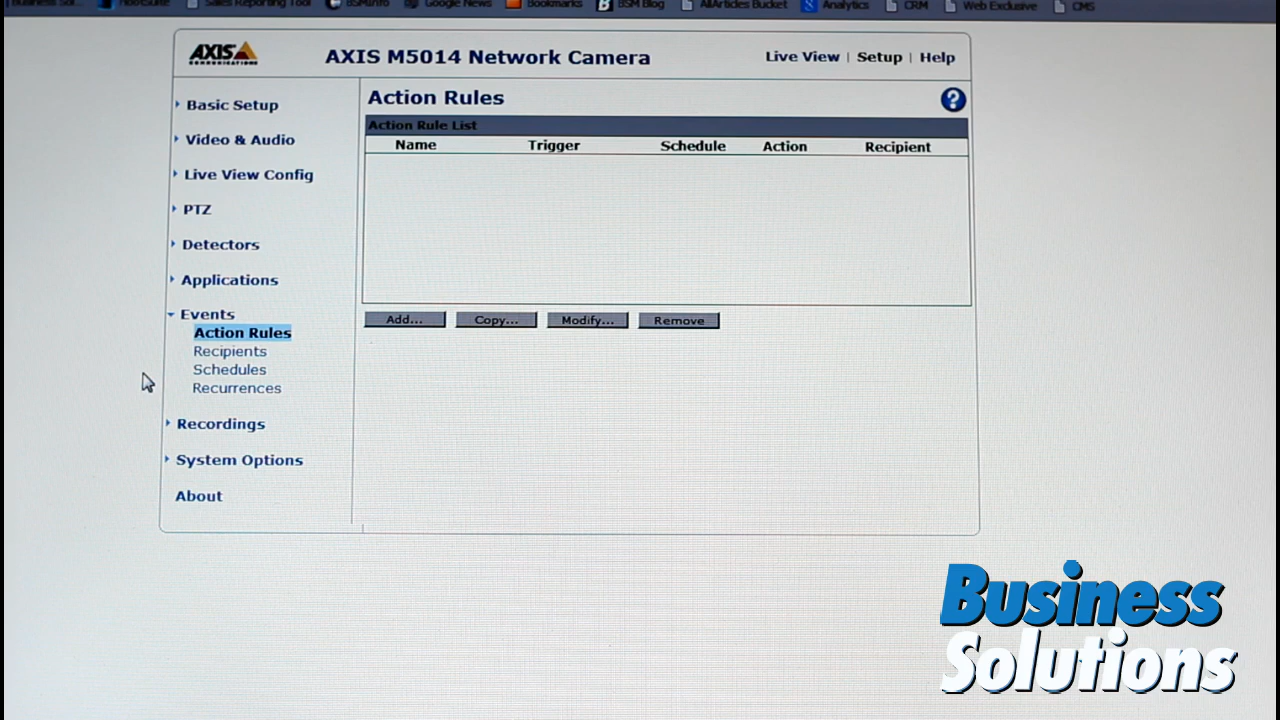 Sales Reporting Tool
BSMInfo
Google News
Bookmarks
BSM Blog
AllArticles Bucket
Analytics
CRM
Web Exclusive
CMS
AXIS
COMMUNICATIONS
AXIS M5014 Network Camera
Live View | Setup | Help
Basic Setup
Video & Audio
Live View Config
PTZ
Detectors
Applications
Events
Action Rules
Recipients
Schedules
Recurrences
Recordings
System Options
About
Action Rules
?
Action Rule List
Name Trigger Schedule Action Recipient
Add... Copy... Modify... Remove
Business
Solutions